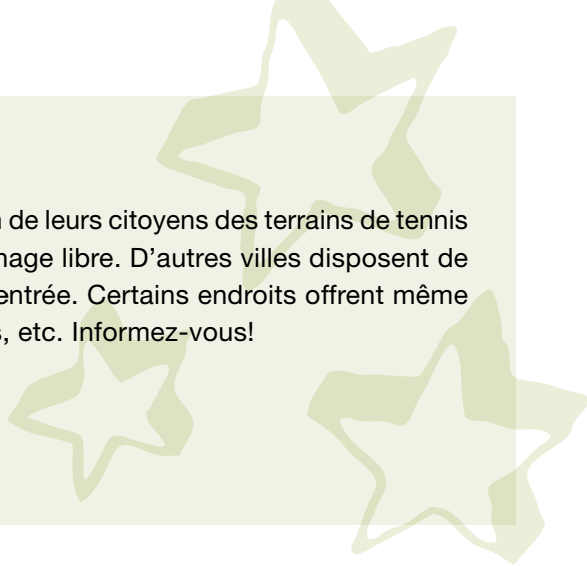 de leurs citoyens des terrains de tennis
nage libre. D’autres villes disposent de
entrée. Certains endroits offrent même
s, etc. Informez-vous!